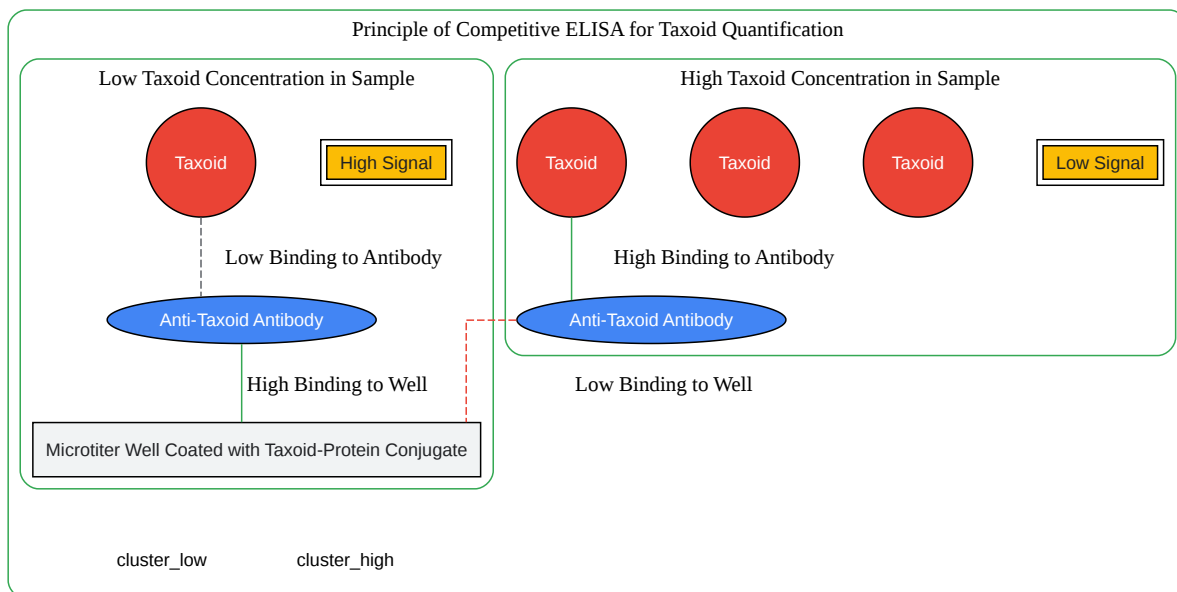 Principle of Competitive ELISA for Taxoid Quantification
Low Taxoid Concentration in Sample
Taxoid
High Signal
Low Binding to Antibody
Anti-Taxoid Antibody
High Binding to Well
Microtiter Well Coated with Taxoid-Protein Conjugate
High Taxoid Concentration in Sample
Taxoid
Taxoid
Taxoid
Low Signal
High Binding to Antibody
Anti-Taxoid Antibody
Low Binding to Well
cluster_low
cluster_high